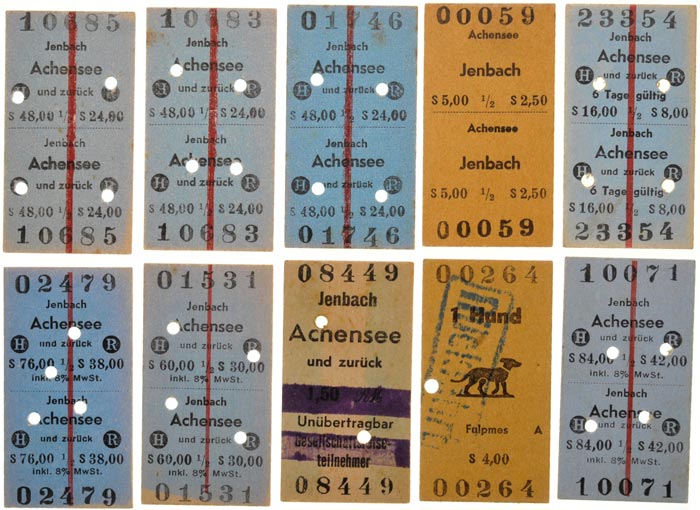 10685
Jenbach
Achensee
H und zurück R
S 48,00 1/2 S 24,00
Jenbach
Achensee
H und zurück R
S 48,00 1/2 S 24,00
10685
10683
Jenbach
Achensee
H und zurück R
S 48,00 1/2 S 24,00
Jenbach
Achensee
H und zurück R
S 48,00 1/2 S 24,00
10683
01746
Jenbach
Achensee
H und zurück R
S 48,00 1/2 S 24,00
Jenbach
Achensee
H und zurück R
S 48,00 1/2 S 24,00
01746
00059
Achensee
Jenbach
S 5,00 1/2 S 2,50
Achensee
Jenbach
S 5,00 1/2 S 2,50
00059
23354
Jenbach
Achensee
H und zurück R
6 Tage gültig
S 16,00 1/2 S 8,00
Jenbach
Achensee
H und zurück R
6 Tage gültig
S 16,00 1/2 S 8,00
23354
02479
Jenbach
Achensee
H und zurück R
S 76,00 1/2 S 38,00
inkl. 8% MwSt.
Jenbach
Achensee
H und zurück R
S 76,00 1/2 S 38,00
inkl. 8% MwSt.
02479
01531
Jenbach
Achensee
H und zurück R
S 60,00 1/2 S 30,00
inkl. 8% MwSt.
Jenbach
Achensee
H und zurück R
S 60,00 1/2 S 30,00
inkl. 8% MwSt.
01531
08449
Jenbach
Achensee
und zurück
1,50
Unübertragbar
Gesellschaftsreise-
teilnehmer
08449
00264
1 Hund
Fulpmes A
S 4,00
00264
10071
Jenbach
Achensee
H und zurück R
S 84,00 1/2 S 42,00
inkl. 8% MwSt.
Jenbach
Achensee
H und zurück R
S 84,00 1/2 S 42,00
inkl. 8% MwSt.
10071